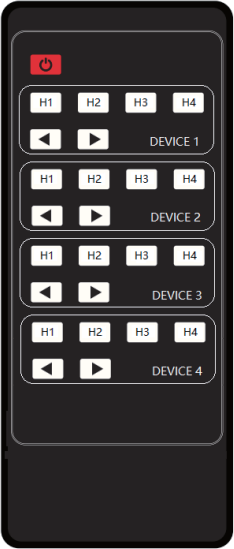 H1 H2 H3 H4
DEVICE 1
H1 H2 H3 H4
DEVICE 2
H1 H2 H3 H4
DEVICE 3
H1 H2 H3 H4
DEVICE 4